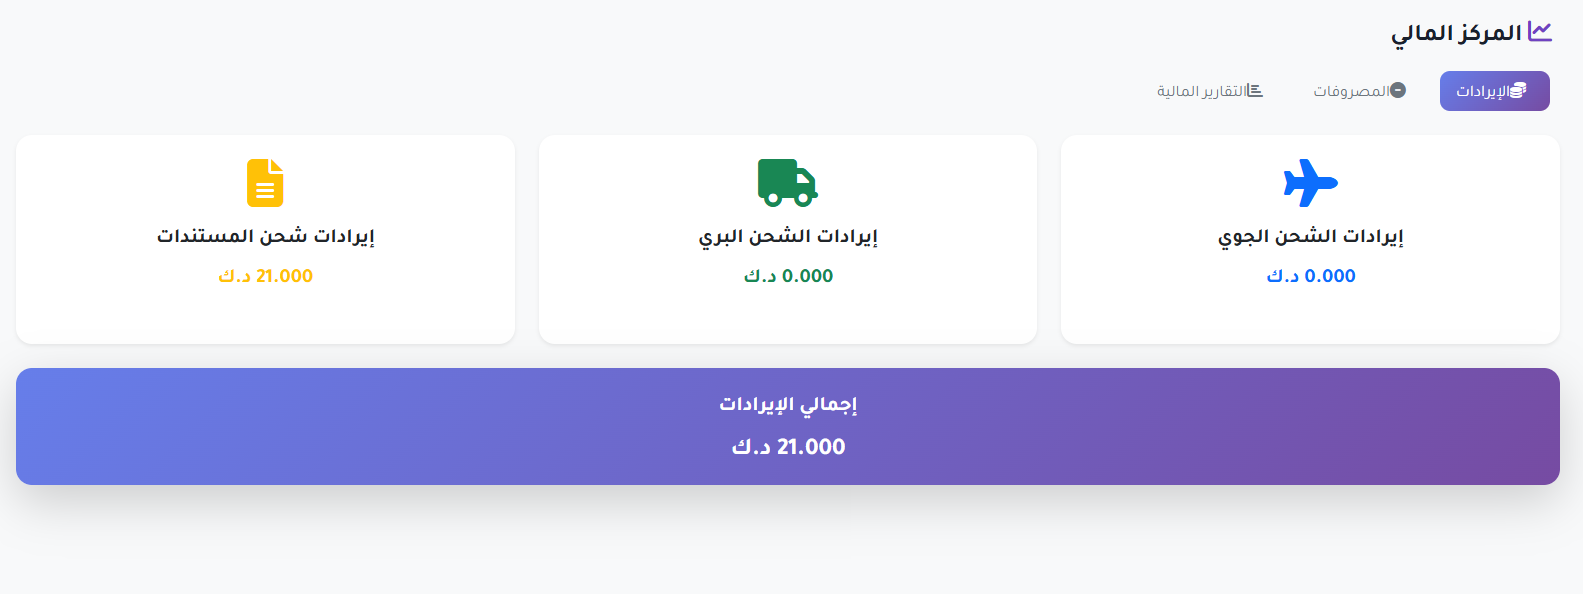 المركز المالي
الإيرادات
المصروفات
التقارير المالية
إيرادات الشحن الجوي
0.000 د.ك
إيرادات الشحن البري
0.000 د.ك
إيرادات شحن المستندات
21.000 د.ك
إجمالي الإيرادات
21.000 د.ك